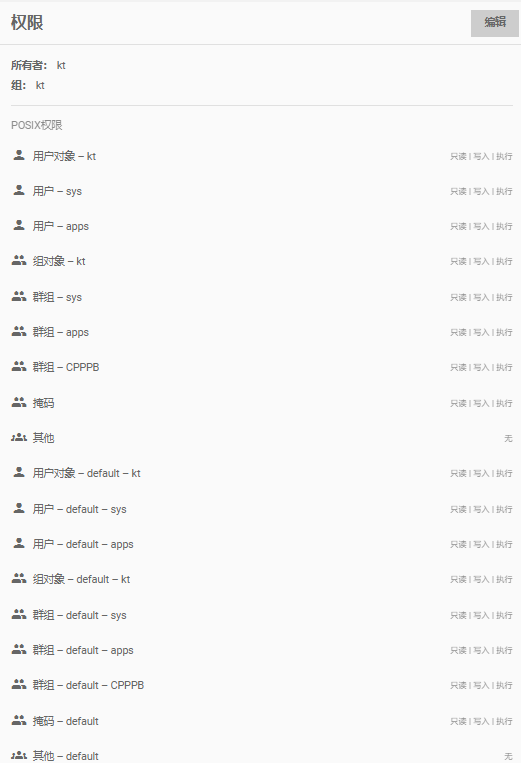 权限 编辑
所有者: kt
组: kt
POSIX权限
用户对象 – kt 只读 | 写入 | 执行
用户 – sys 只读 | 写入 | 执行
用户 – apps 只读 | 写入 | 执行
组对象 – kt 只读 | 写入 | 执行
群组 – sys 只读 | 写入 | 执行
群组 – apps 只读 | 写入 | 执行
群组 – CPPPB 只读 | 写入 | 执行
掩码 只读 | 写入 | 执行
其他 无
用户对象 – default – kt 只读 | 写入 | 执行
用户 – default – sys 只读 | 写入 | 执行
用户 – default – apps 只读 | 写入 | 执行
组对象 – default – kt 只读 | 写入 | 执行
群组 – default – sys 只读 | 写入 | 执行
群组 – default – apps 只读 | 写入 | 执行
群组 – default – CPPPB 只读 | 写入 | 执行
掩码 – default 只读 | 写入 | 执行
其他 – default 无